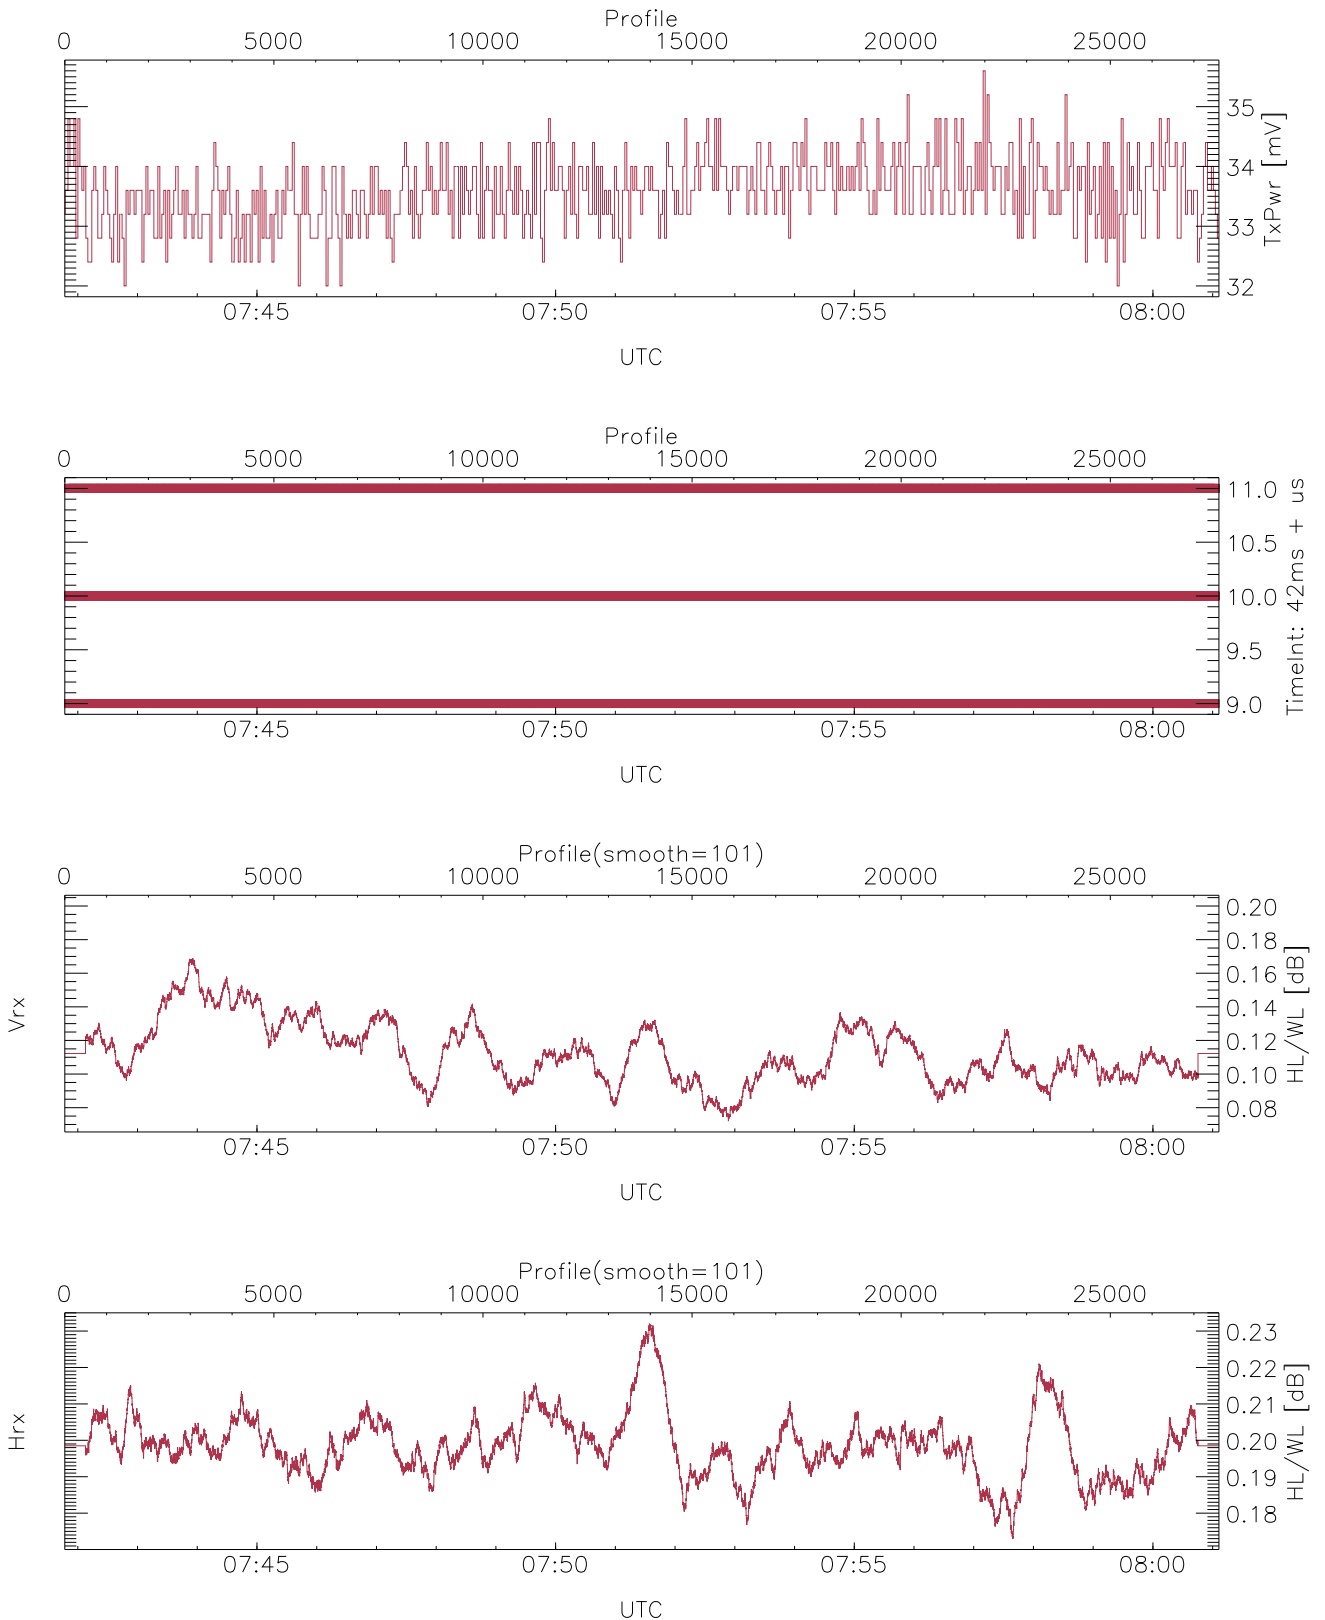 Profile
0 5000 10000 15000 20000 25000
35
34
33
32
TxPwr [mV]
07:45 07:50 07:55 08:00
UTC
Profile
0 5000 10000 15000 20000 25000
11.0
10.5
10.0
9.5
9.0
TimeInt: 42ms + us
07:45 07:50 07:55 08:00
UTC
Profile(smooth=101)
0 5000 10000 15000 20000 25000
Vrx
0.20
0.18
0.16
0.14
0.12
0.10
0.08
HL/WL [dB]
07:45 07:50 07:55 08:00
UTC
Profile(smooth=101)
0 5000 10000 15000 20000 25000
Hrx
0.23
0.22
0.21
0.20
0.19
0.18
HL/WL [dB]
07:45 07:50 07:55 08:00
UTC